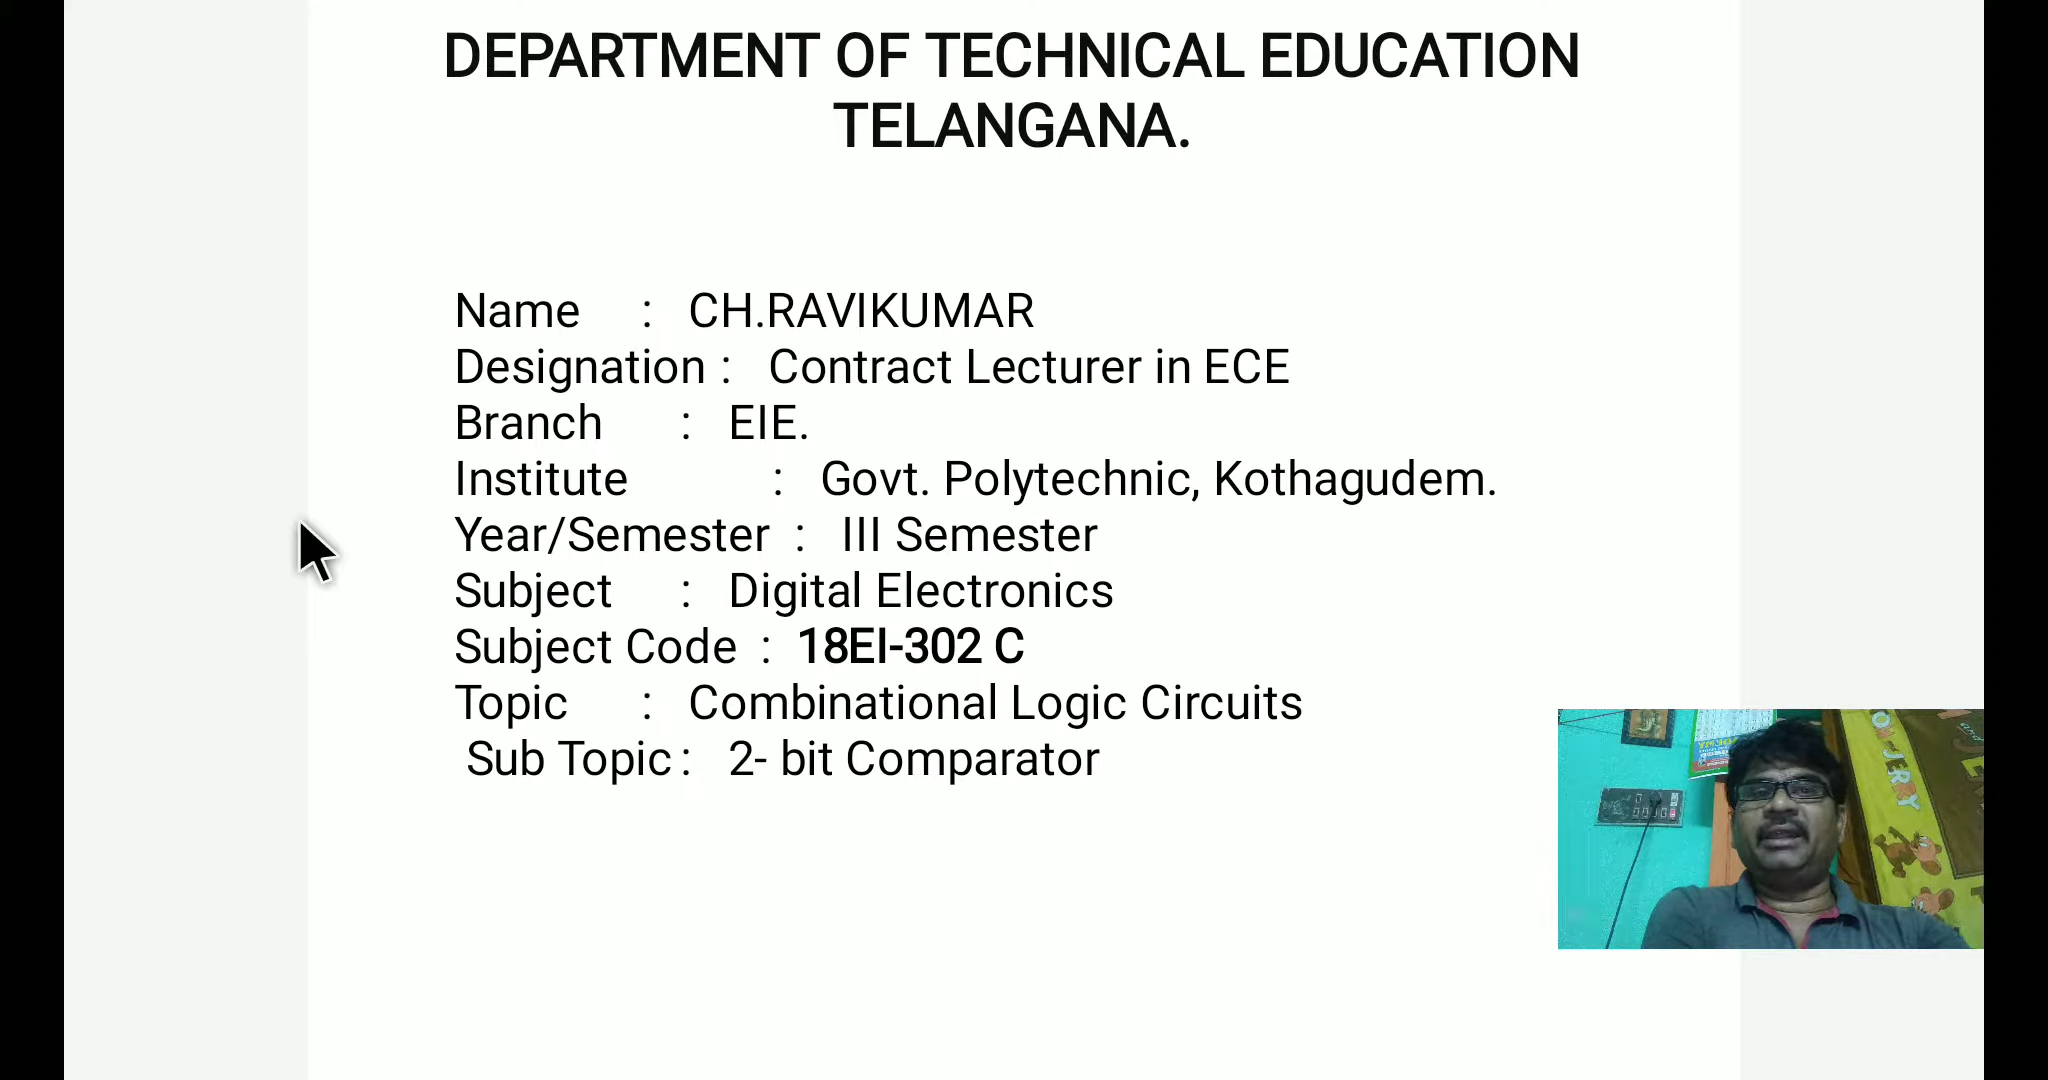 DEPARTMENT OF TECHNICAL EDUCATION
TELANGANA.
Name : CH.RAVIKUMAR
Designation : Contract Lecturer in ECE
Branch : EIE.
Institute : Govt. Polytechnic, Kothagudem.
Year/Semester : III Semester
Subject : Digital Electronics
Subject Code : 18EI-302 C
Topic : Combinational Logic Circuits
Sub Topic : 2- bit Comparator
JERRY